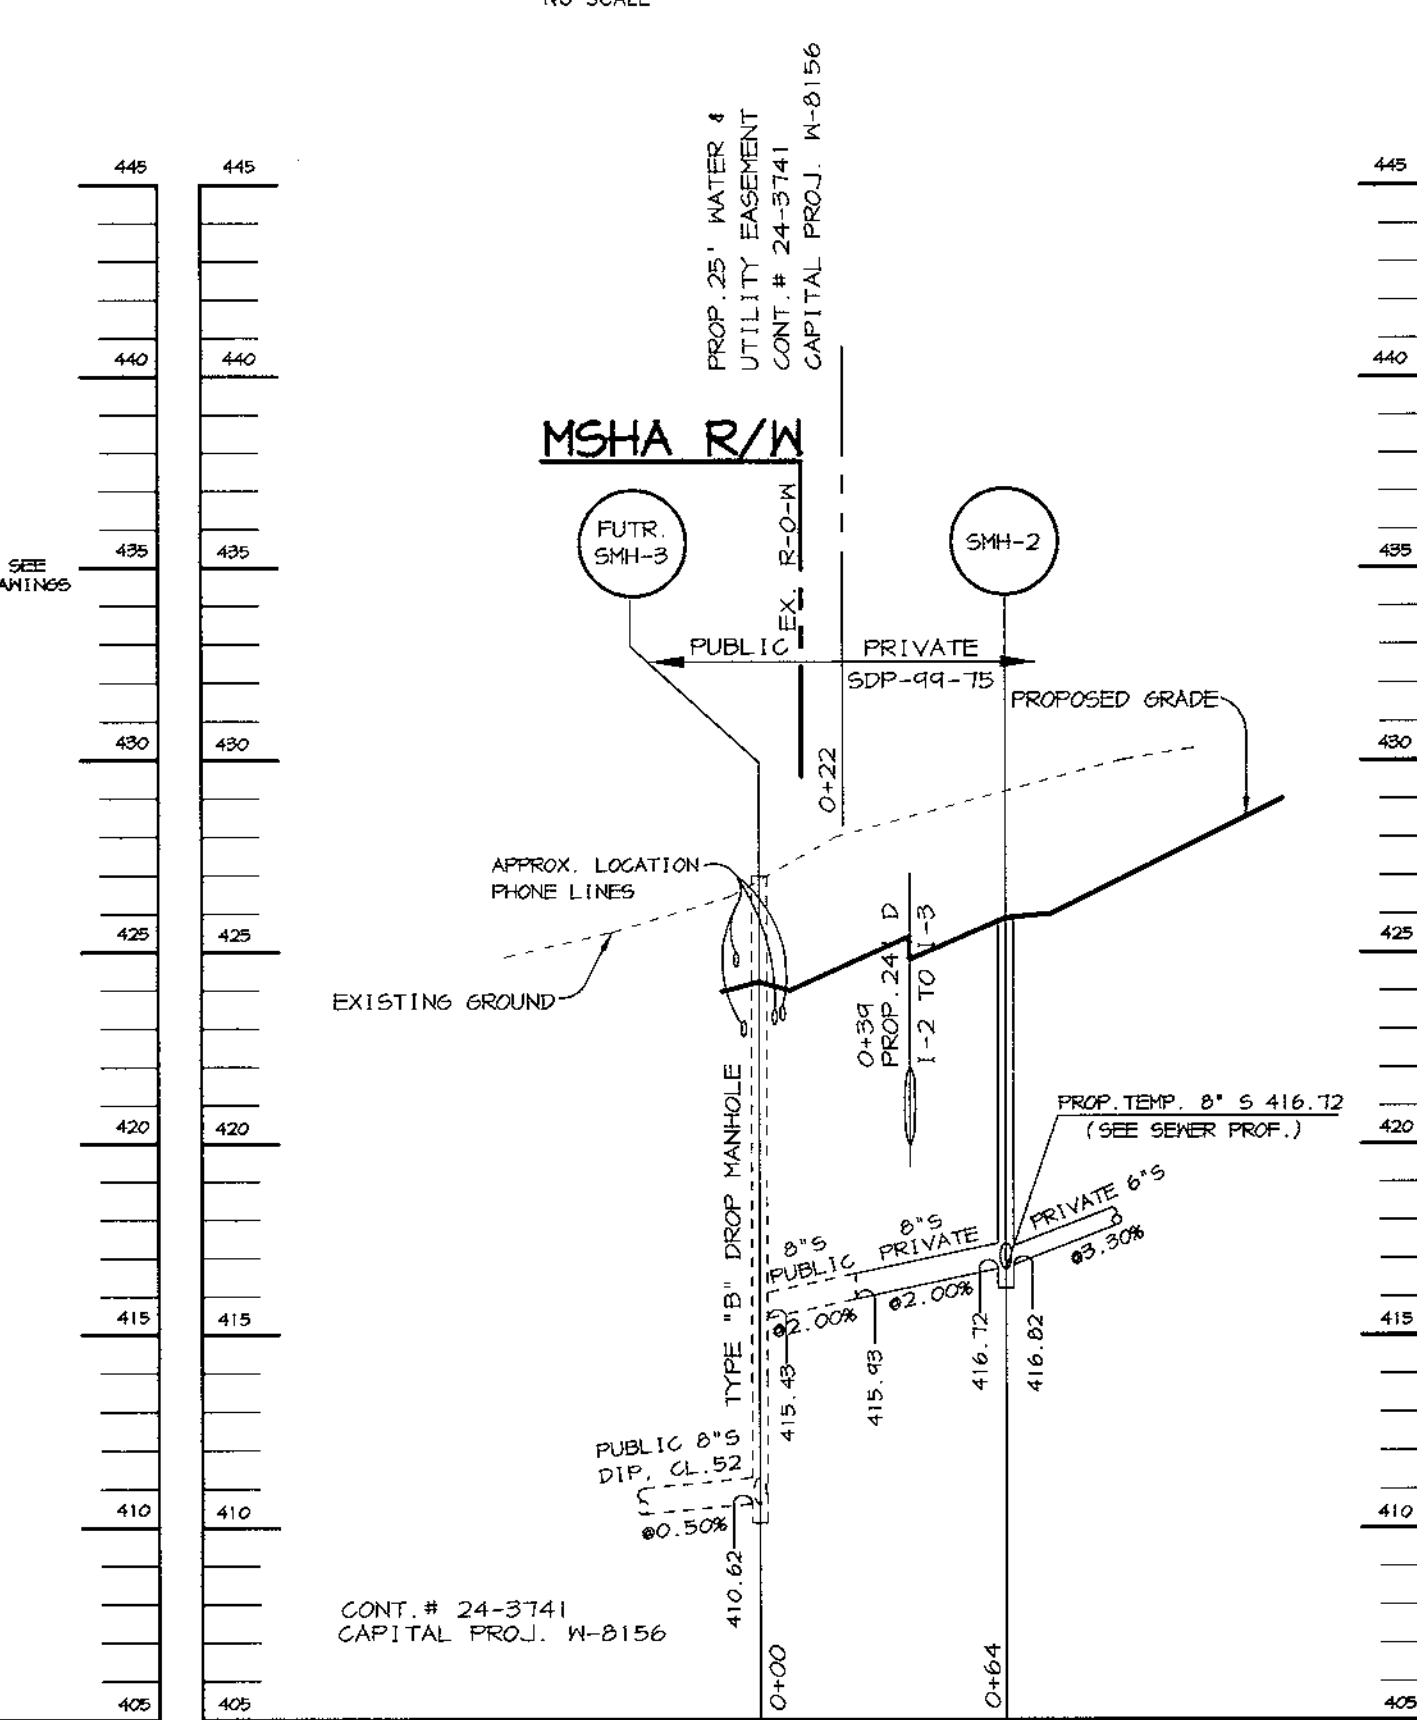 NO SCALE
PROP. 25' WATER &
UTILITY EASEMENT
CONT. # 24-3741
CAPITAL PROJ. W-8156
445
445
445
440
440
440
MSHA R/W
EX. R-O-W
FUTR.
SMH-3
SMH-2
SEE
AWINGS
435
435
435
PUBLIC
PRIVATE
SDP-99-75
PROPOSED GRADE
430
430
430
0+22
APPROX. LOCATION
PHONE LINES
425
425
425
EXISTING GROUND
0+39
PROP. 24" D
I-2 TO I-3
TYPE "B" DROP MANHOLE
PROP. TEMP. 8" S 416.72
(SEE SEWER PROF.)
420
420
420
8"S
PUBLIC
8"S
PRIVATE
PRIVATE 6"S
@3.30%
@2.00%
@2.00%
415
415
415
415.43
415.93
416.72
416.82
PUBLIC 8"S
DIP. CL.52
@0.50%
410
410
410
410.62
CONT. # 24-3741
CAPITAL PROJ. W-8156
0+00
0+64
405
405
405